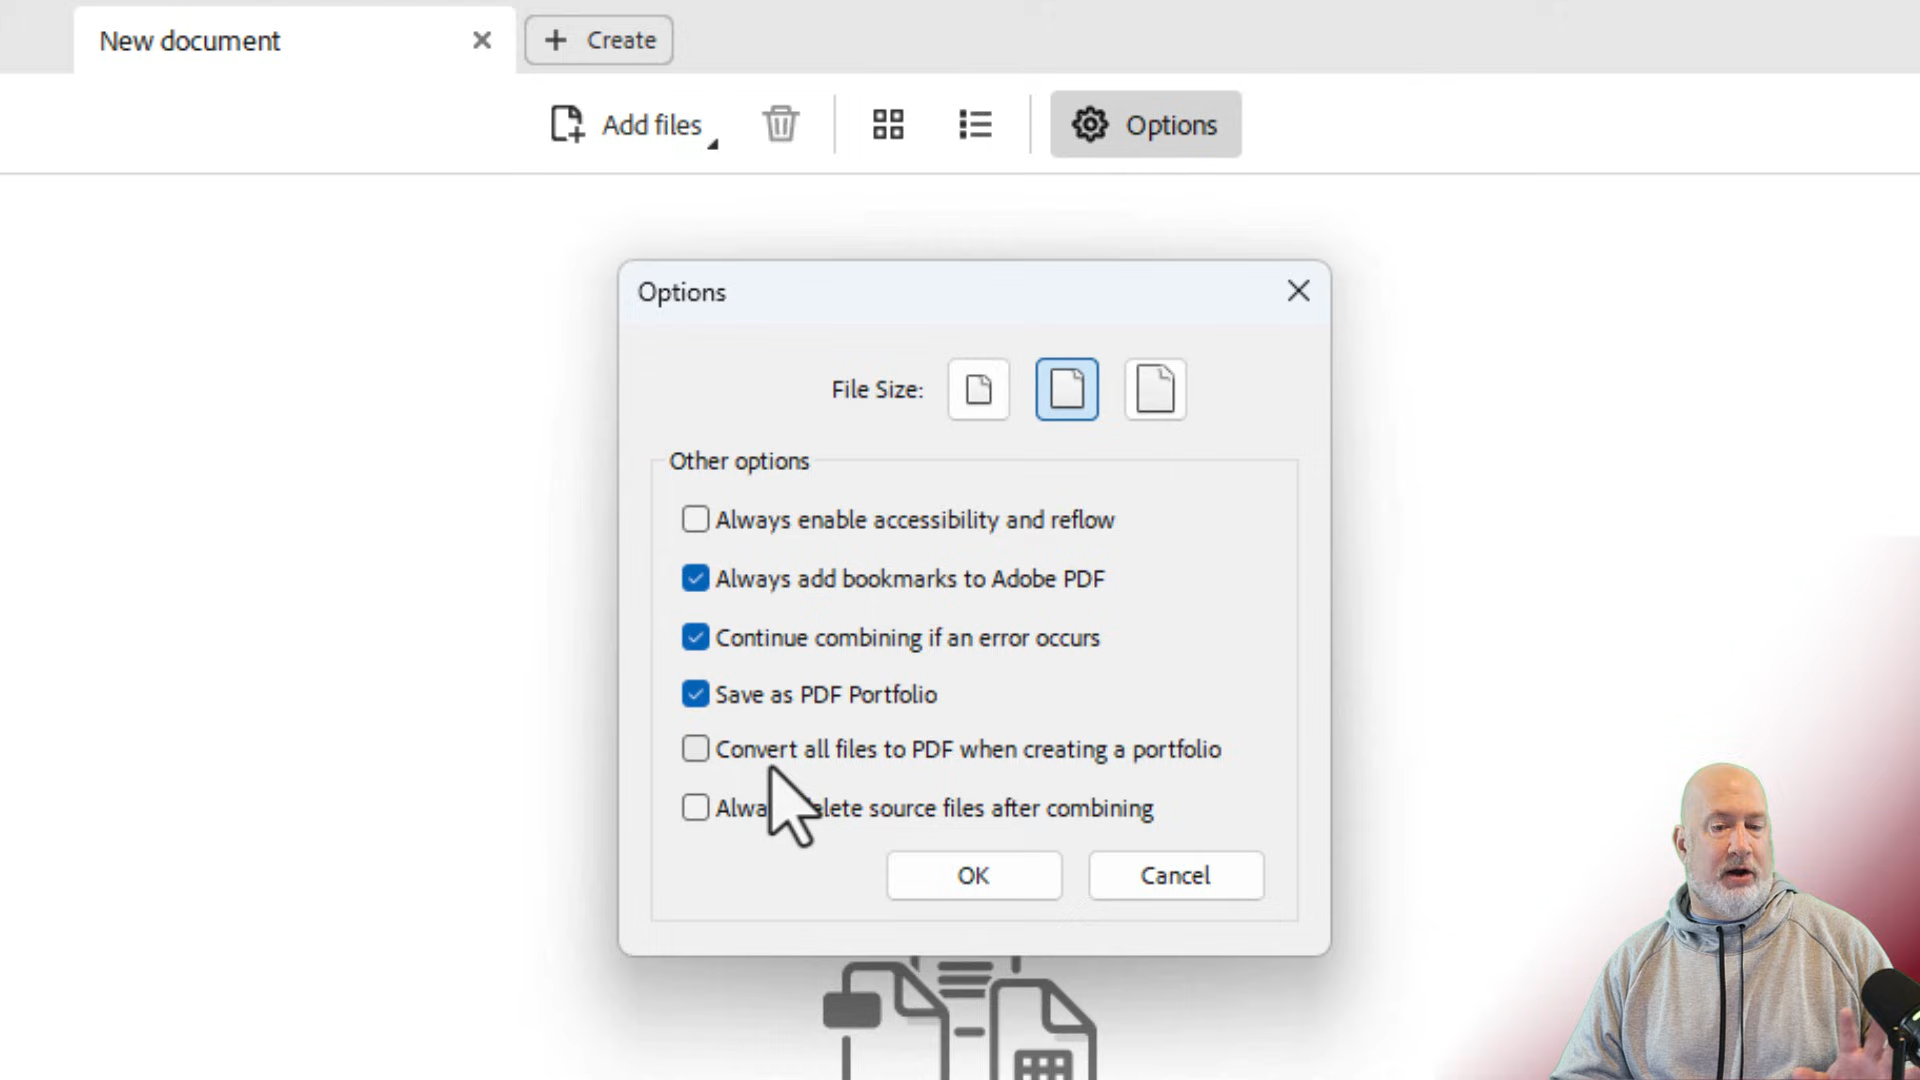 New document
Create
Add files
Options
Options
File Size:
Other options
Always enable accessibility and reflow
Always add bookmarks to Adobe PDF
Continue combining if an error occurs
Save as PDF Portfolio
Convert all files to PDF when creating a portfolio
source files after combining
OK
Cancel